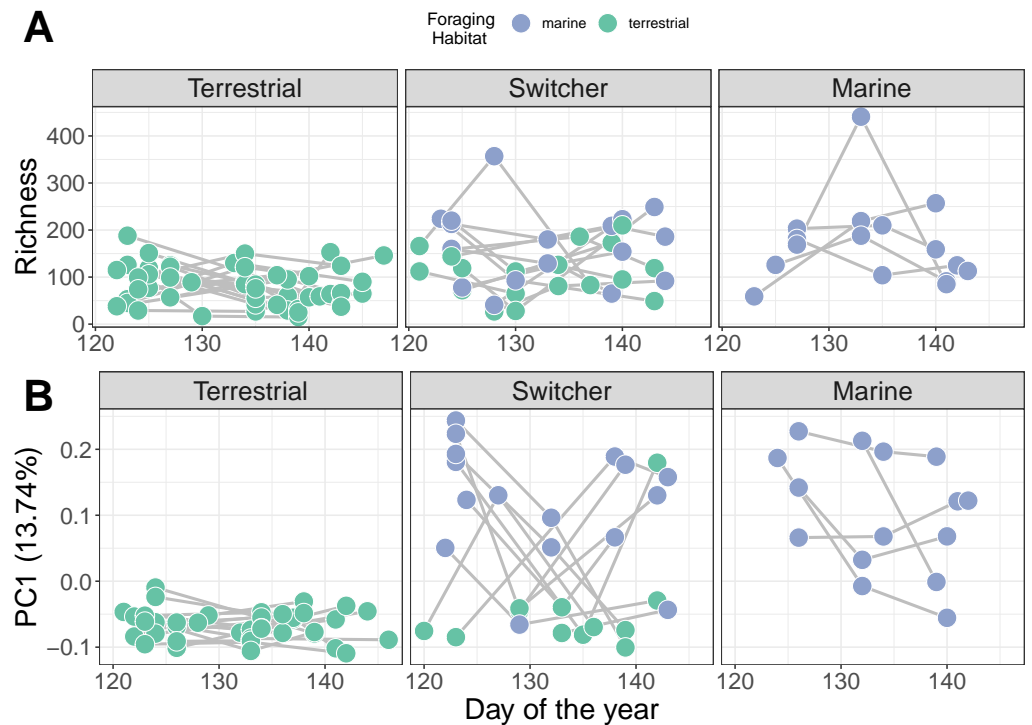 A
Foraging
Habitat
marine
terrestrial
Terrestrial
Switcher
Marine
Richness
400
300
200
100
0
120
130
140
120
130
140
120
130
140
B
Terrestrial
Switcher
Marine
PC1 (13.74%)
0.2
0.1
0.0
−0.1
120
130
140
120
130
140
120
130
140
Day of the year